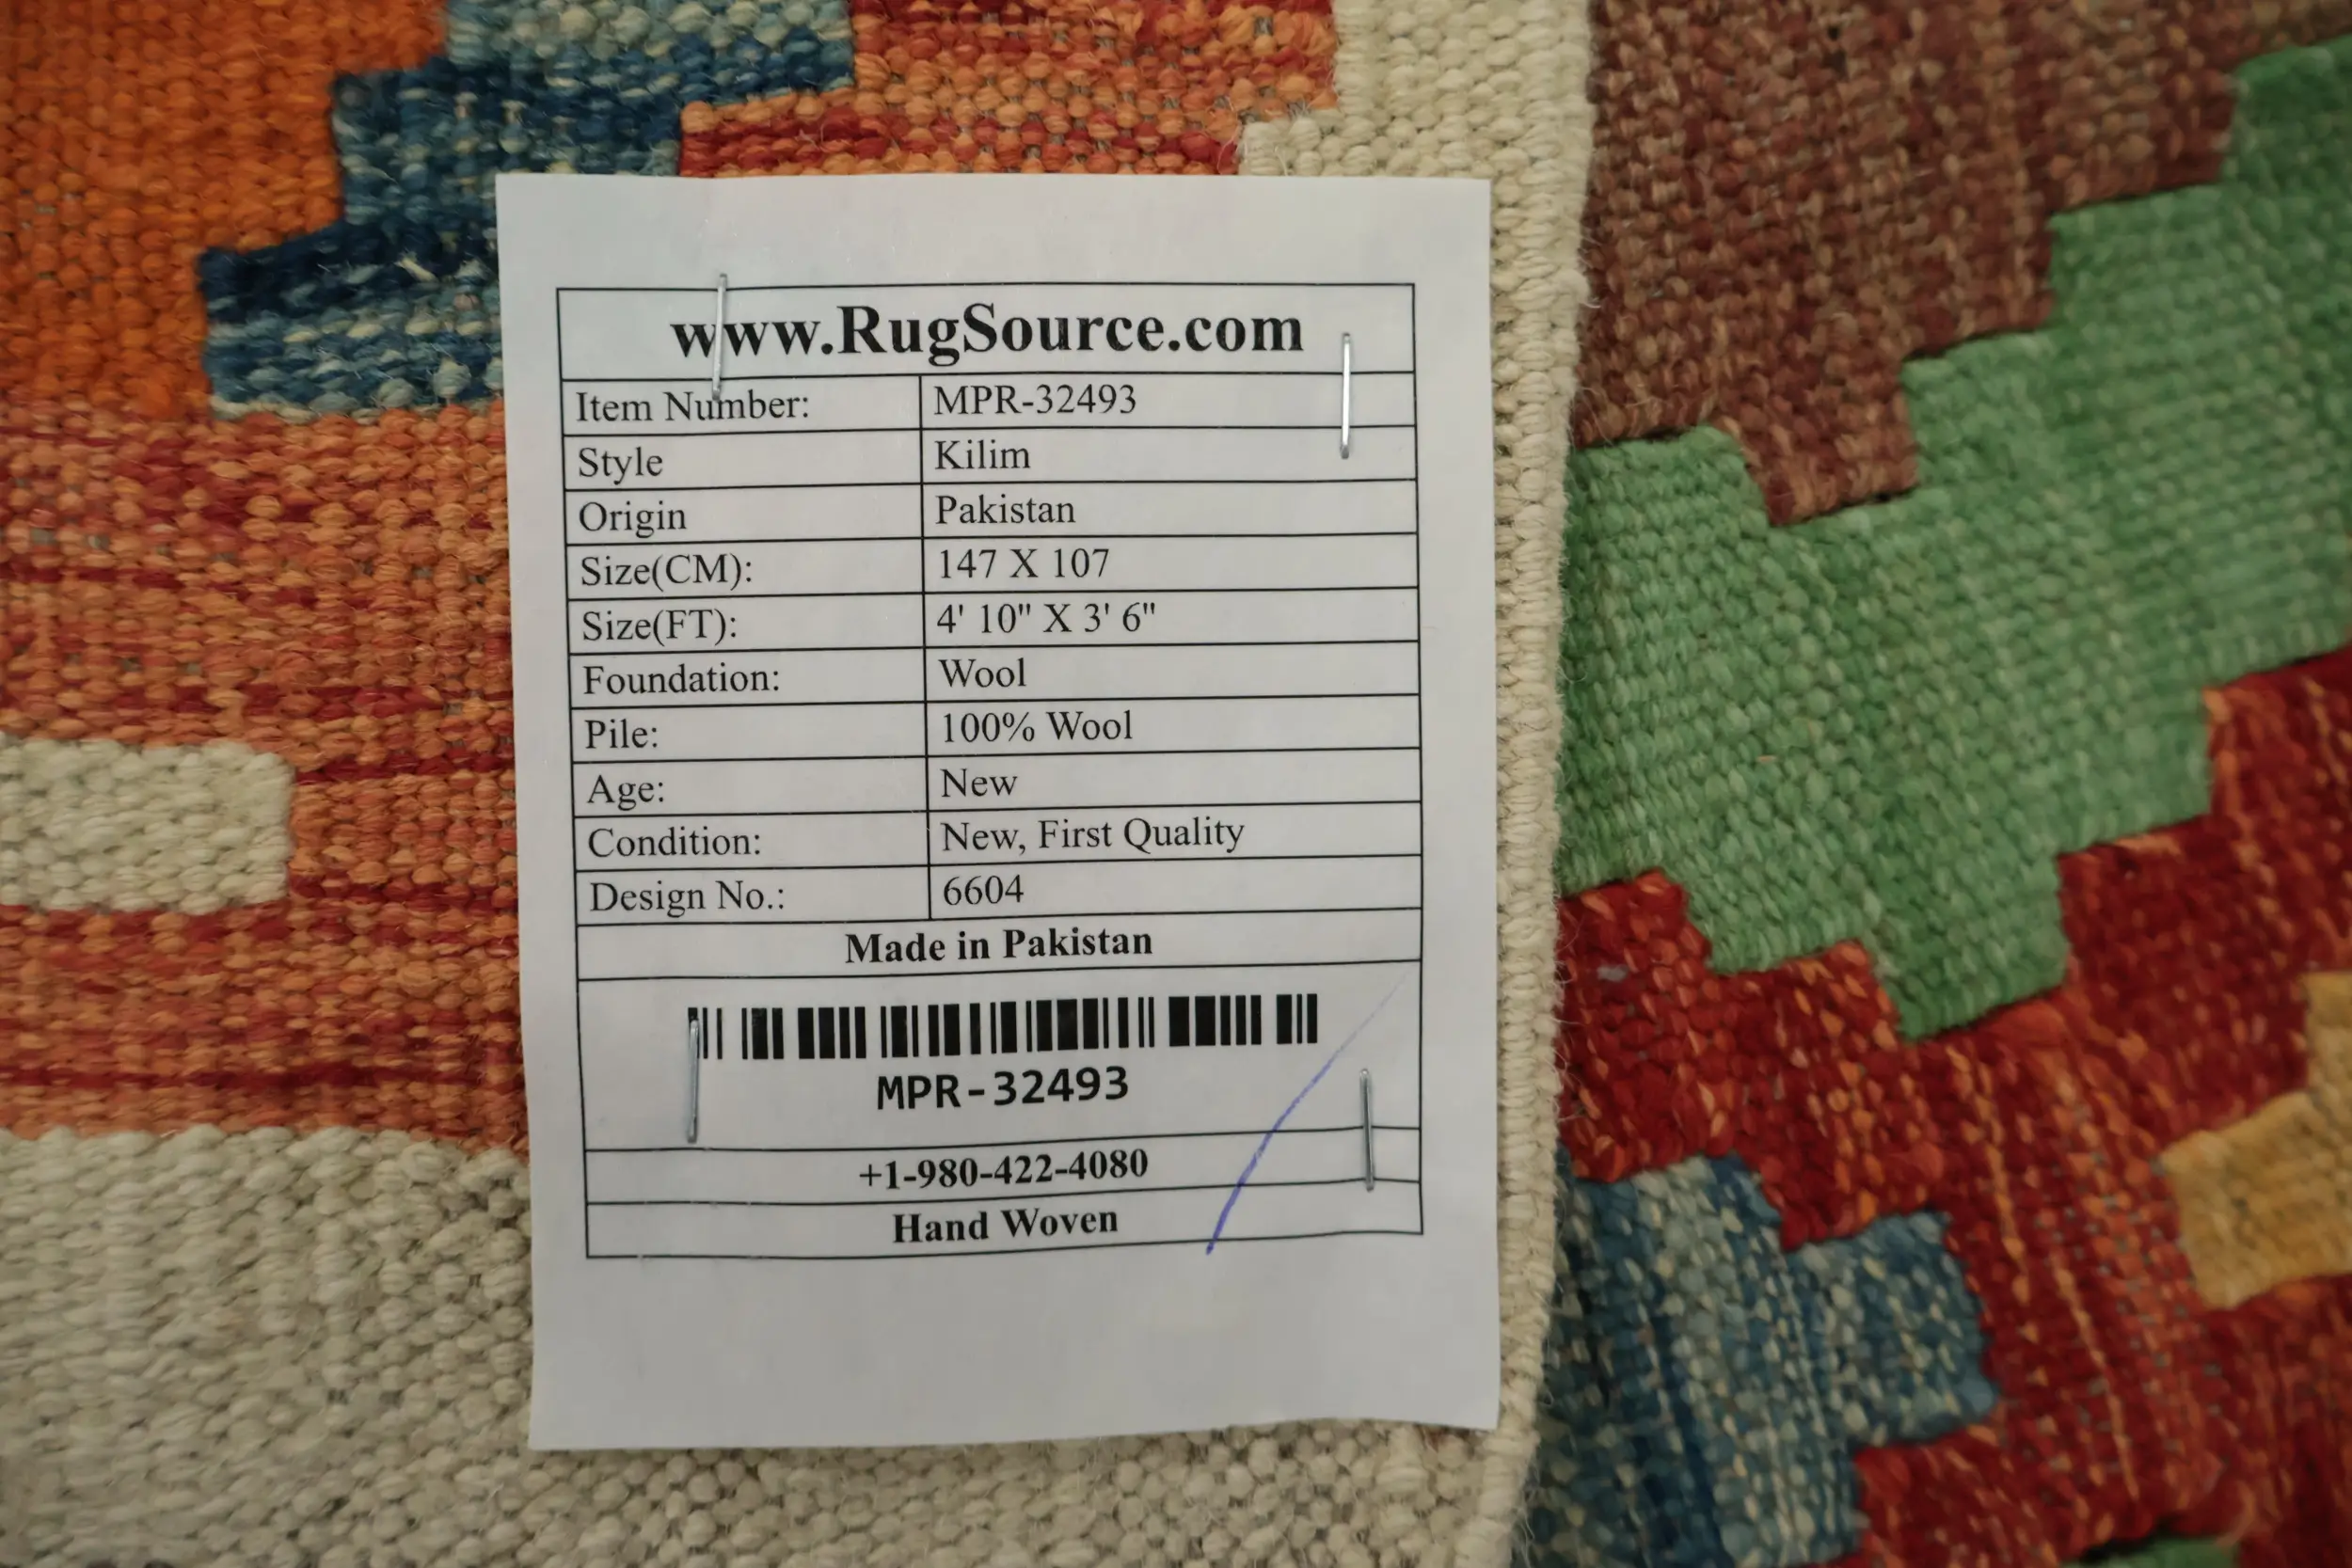 www.RugSource.com
Item Number: MPR-32493
Style Kilim
Origin Pakistan
Size(CM): 147 X 107
Size(FT): 4' 10" X 3' 6"
Foundation: Wool
Pile: 100% Wool
Age: New
Condition: New, First Quality
Design No.: 6604
Made in Pakistan
MPR-32493
+1-980-422-4080
Hand Woven